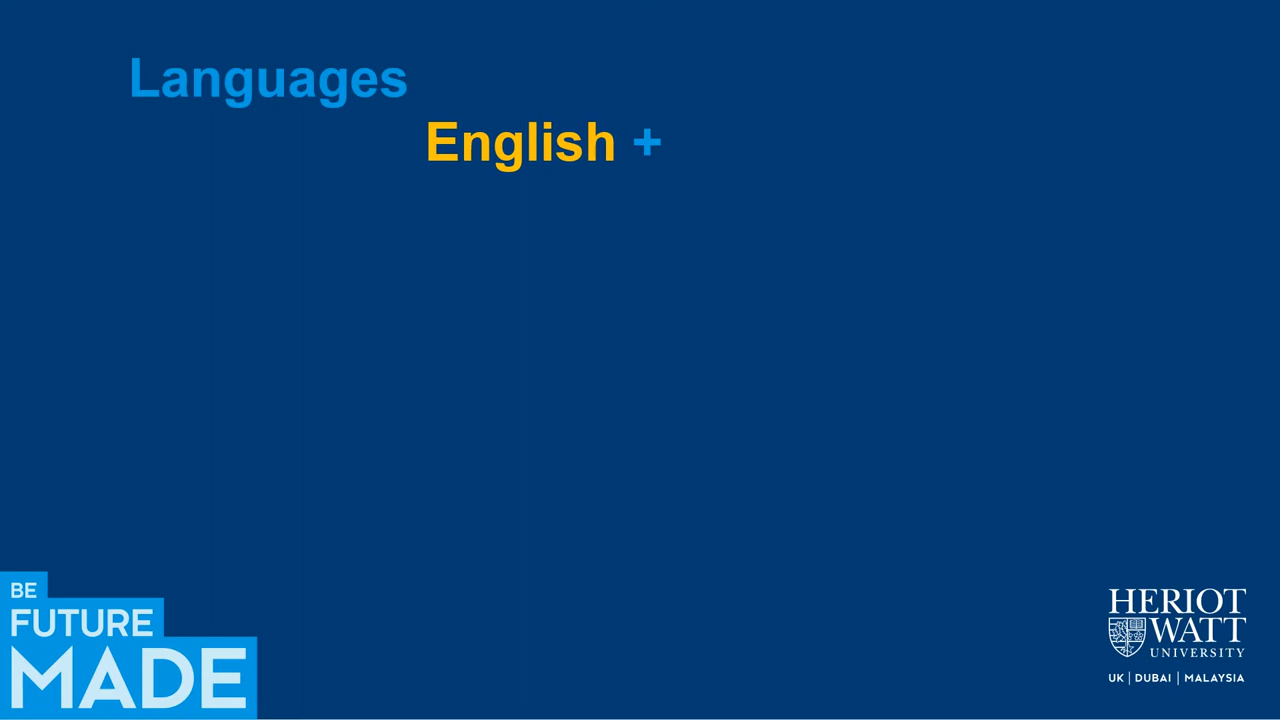 Languages
English +
BE
FUTURE
MADE
HERIOT
WATT
UNIVERSITY
UK | DUBAI | MALAYSIA